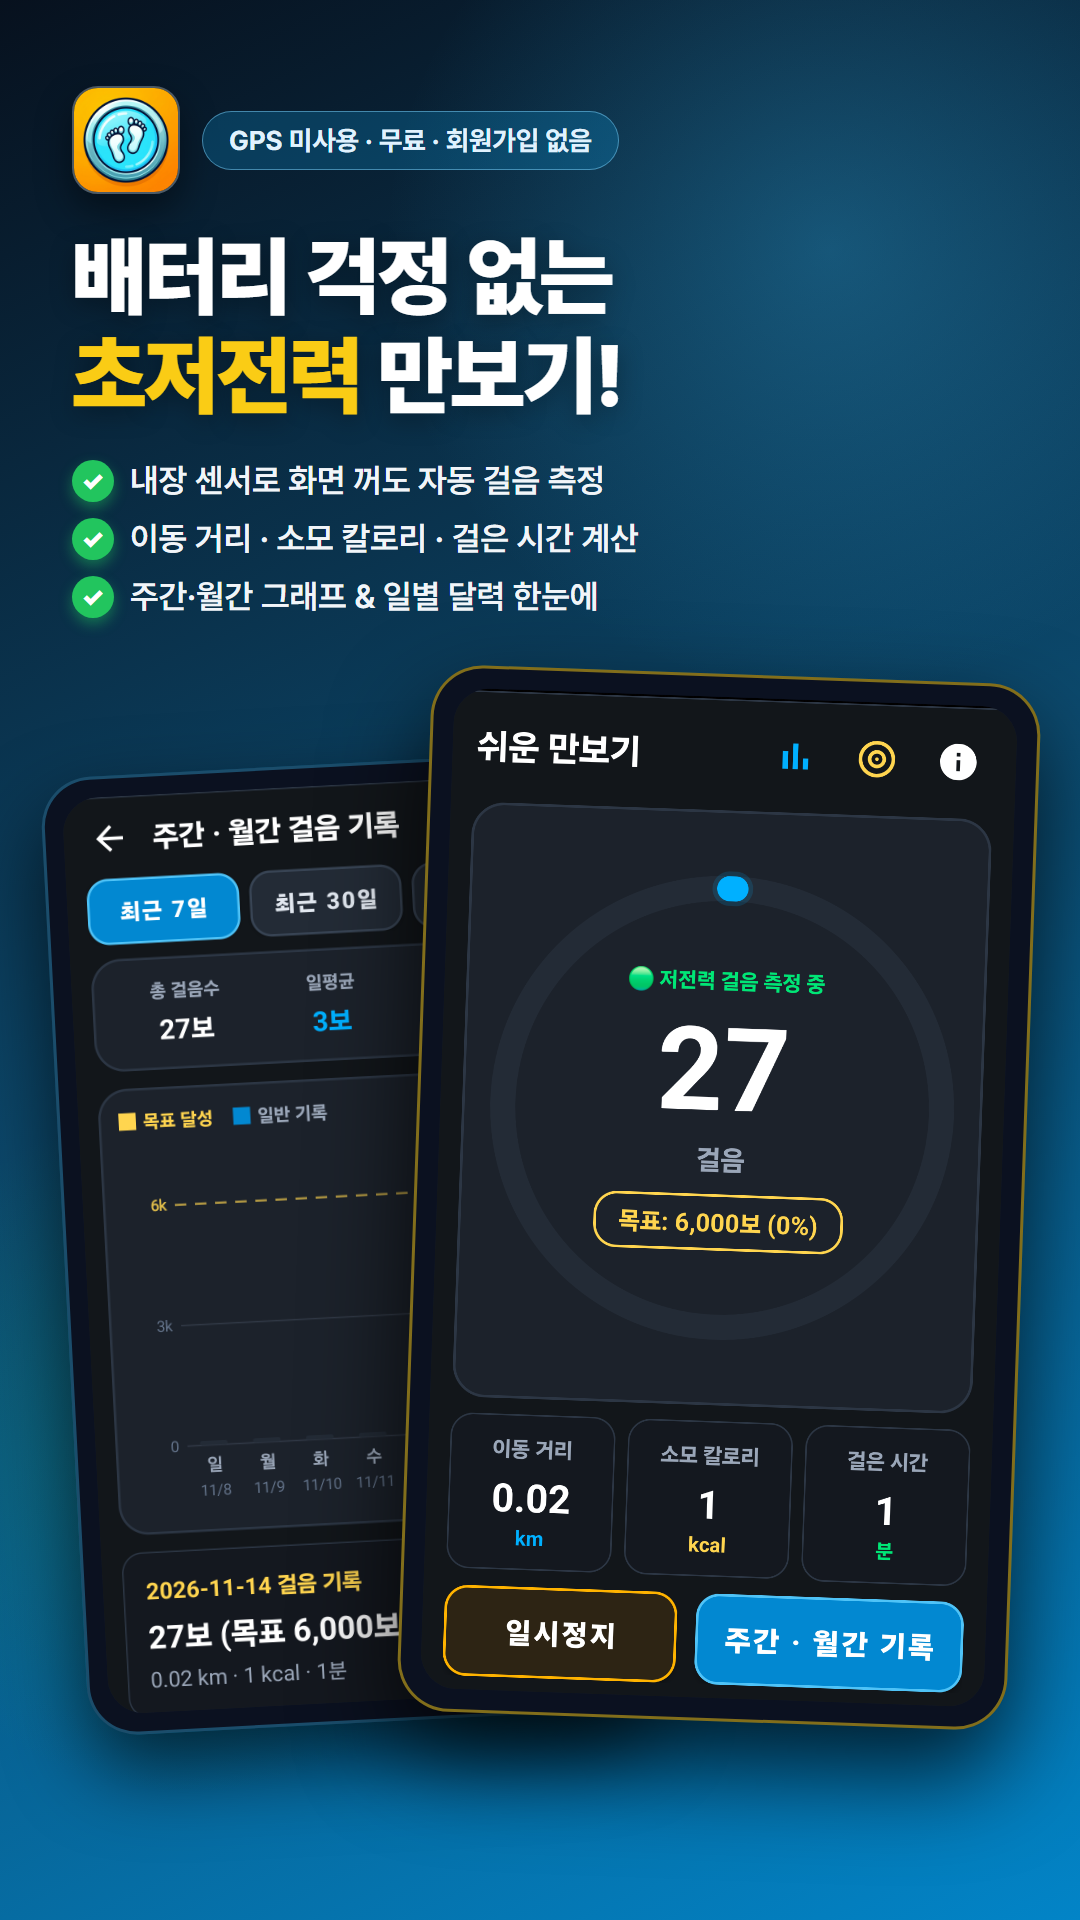 GPS 미사용 · 무료 · 회원가입 없음
배터리 걱정 없는
초저전력 만보기!
내장 센서로 화면 꺼도 자동 걸음 측정
이동 거리 · 소모 칼로리 · 걸은 시간 계산
주간·월간 그래프 & 일별 달력 한눈에
주간 · 월간 걸음 기록
최근 7일
최근 30일
총 걸음수
일평균
27보
3보
목표 달성
일반 기록
6k
3k
0
일 월 화 수
11/8 11/9 11/10 11/11
2026-11-14 걸음 기록
27보 (목표 6,000보
0.02 km · 1 kcal · 1분
쉬운 만보기
저전력 걸음 측정 중
27
걸음
목표: 6,000보 (0%)
이동 거리
0.02
km
소모 칼로리
1
kcal
걸은 시간
1
분
일시정지
주간 · 월간 기록